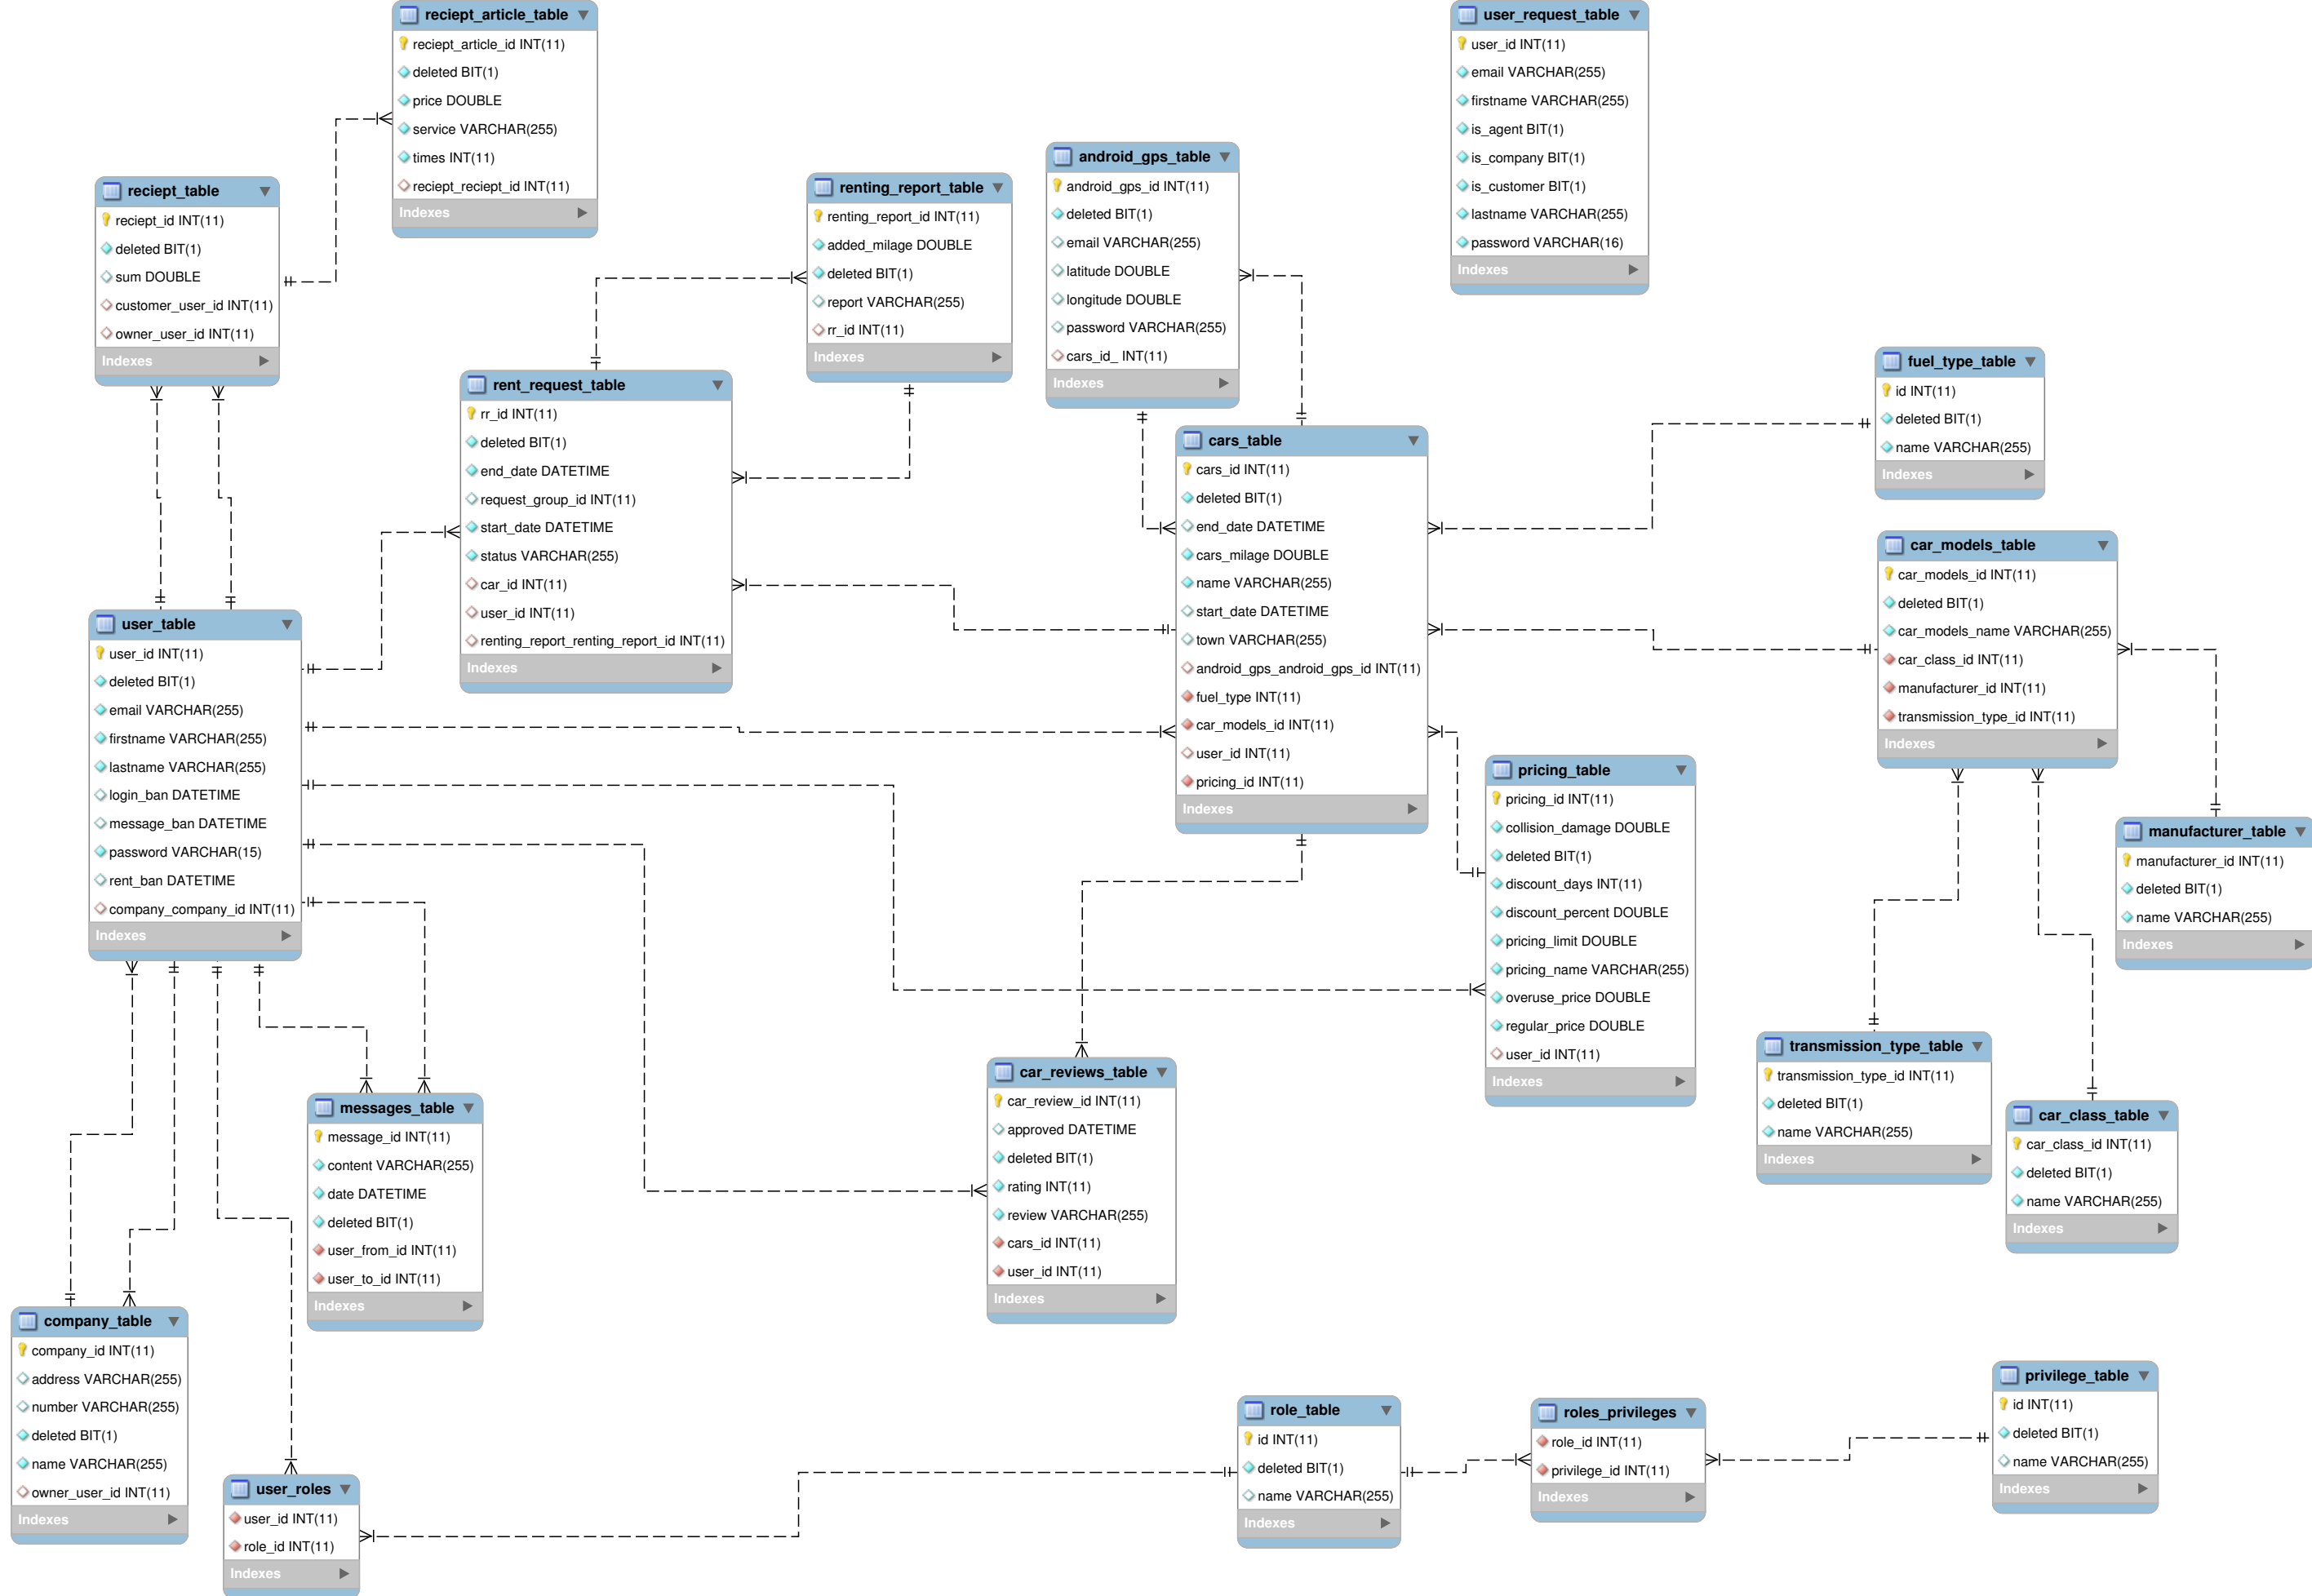 reciept_article_table
reciept_article_id INT(11)
deleted BIT(1)
price DOUBLE
service VARCHAR(255)
times INT(11)
reciept_reciept_id INT(11)
Indexes
user_request_table
user_id INT(11)
email VARCHAR(255)
firstname VARCHAR(255)
is_agent BIT(1)
is_company BIT(1)
is_customer BIT(1)
lastname VARCHAR(255)
password VARCHAR(16)
Indexes
reciept_table
reciept_id INT(11)
deleted BIT(1)
sum DOUBLE
customer_user_id INT(11)
owner_user_id INT(11)
Indexes
renting_report_table
renting_report_id INT(11)
added_milage DOUBLE
deleted BIT(1)
report VARCHAR(255)
rr_id INT(11)
Indexes
android_gps_table
android_gps_id INT(11)
deleted BIT(1)
email VARCHAR(255)
latitude DOUBLE
longitude DOUBLE
password VARCHAR(255)
cars_id_ INT(11)
Indexes
rent_request_table
rr_id INT(11)
deleted BIT(1)
end_date DATETIME
request_group_id INT(11)
start_date DATETIME
status VARCHAR(255)
car_id INT(11)
user_id INT(11)
renting_report_renting_report_id INT(11)
Indexes
cars_table
cars_id INT(11)
deleted BIT(1)
end_date DATETIME
cars_milage DOUBLE
name VARCHAR(255)
start_date DATETIME
town VARCHAR(255)
android_gps_android_gps_id INT(11)
fuel_type INT(11)
car_models_id INT(11)
user_id INT(11)
pricing_id INT(11)
Indexes
fuel_type_table
id INT(11)
deleted BIT(1)
name VARCHAR(255)
Indexes
car_models_table
car_models_id INT(11)
deleted BIT(1)
car_models_name VARCHAR(255)
car_class_id INT(11)
manufacturer_id INT(11)
transmission_type_id INT(11)
Indexes
user_table
user_id INT(11)
deleted BIT(1)
email VARCHAR(255)
firstname VARCHAR(255)
lastname VARCHAR(255)
login_ban DATETIME
message_ban DATETIME
password VARCHAR(15)
rent_ban DATETIME
company_company_id INT(11)
Indexes
pricing_table
pricing_id INT(11)
collision_damage DOUBLE
deleted BIT(1)
discount_days INT(11)
discount_percent DOUBLE
pricing_limit DOUBLE
pricing_name VARCHAR(255)
overuse_price DOUBLE
regular_price DOUBLE
user_id INT(11)
Indexes
manufacturer_table
manufacturer_id INT(11)
deleted BIT(1)
name VARCHAR(255)
Indexes
transmission_type_table
transmission_type_id INT(11)
deleted BIT(1)
name VARCHAR(255)
Indexes
car_class_table
car_class_id INT(11)
deleted BIT(1)
name VARCHAR(255)
Indexes
messages_table
message_id INT(11)
content VARCHAR(255)
date DATETIME
deleted BIT(1)
user_from_id INT(11)
user_to_id INT(11)
Indexes
car_reviews_table
car_review_id INT(11)
approved DATETIME
deleted BIT(1)
rating INT(11)
review VARCHAR(255)
cars_id INT(11)
user_id INT(11)
Indexes
company_table
company_id INT(11)
address VARCHAR(255)
number VARCHAR(255)
deleted BIT(1)
name VARCHAR(255)
owner_user_id INT(11)
Indexes
user_roles
user_id INT(11)
role_id INT(11)
Indexes
role_table
id INT(11)
deleted BIT(1)
name VARCHAR(255)
Indexes
roles_privileges
role_id INT(11)
privilege_id INT(11)
Indexes
privilege_table
id INT(11)
deleted BIT(1)
name VARCHAR(255)
Indexes